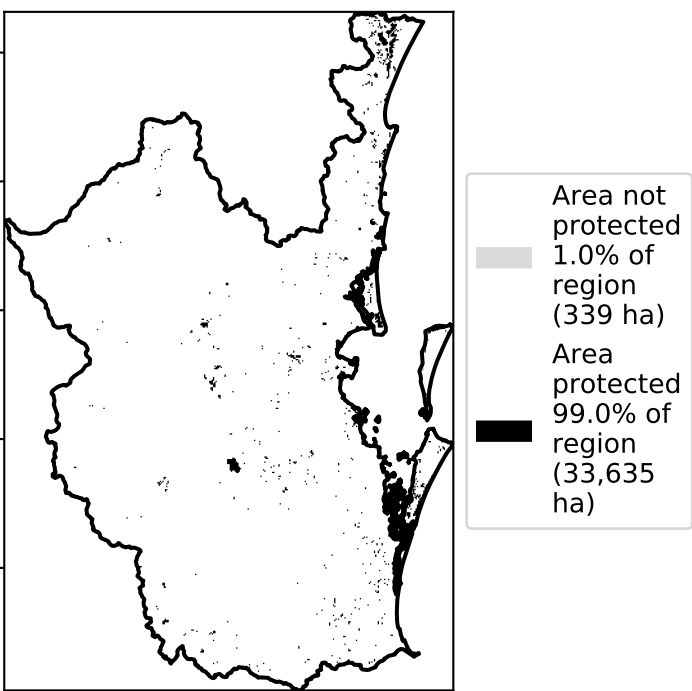 Area not
protected
1.0% of
region
(339 ha)
Area
protected
99.0% of
region
(33,635
ha)